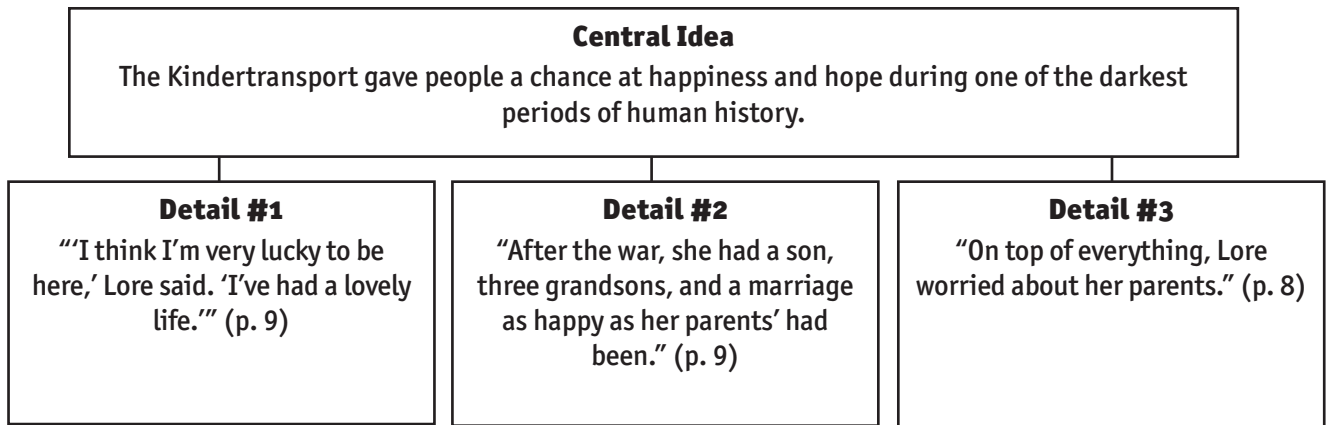 Central Idea
The Kindertransport gave people a chance at happiness and hope during one of the darkest
periods of human history.
Detail #1
“‘I think I’m very lucky to be
here,’ Lore said. ‘I’ve had a lovely
life.’” (p. 9)
Detail #2
“After the war, she had a son,
three grandsons, and a marriage
as happy as her parents’ had
been.” (p. 9)
Detail #3
“On top of everything, Lore
worried about her parents.” (p. 8)